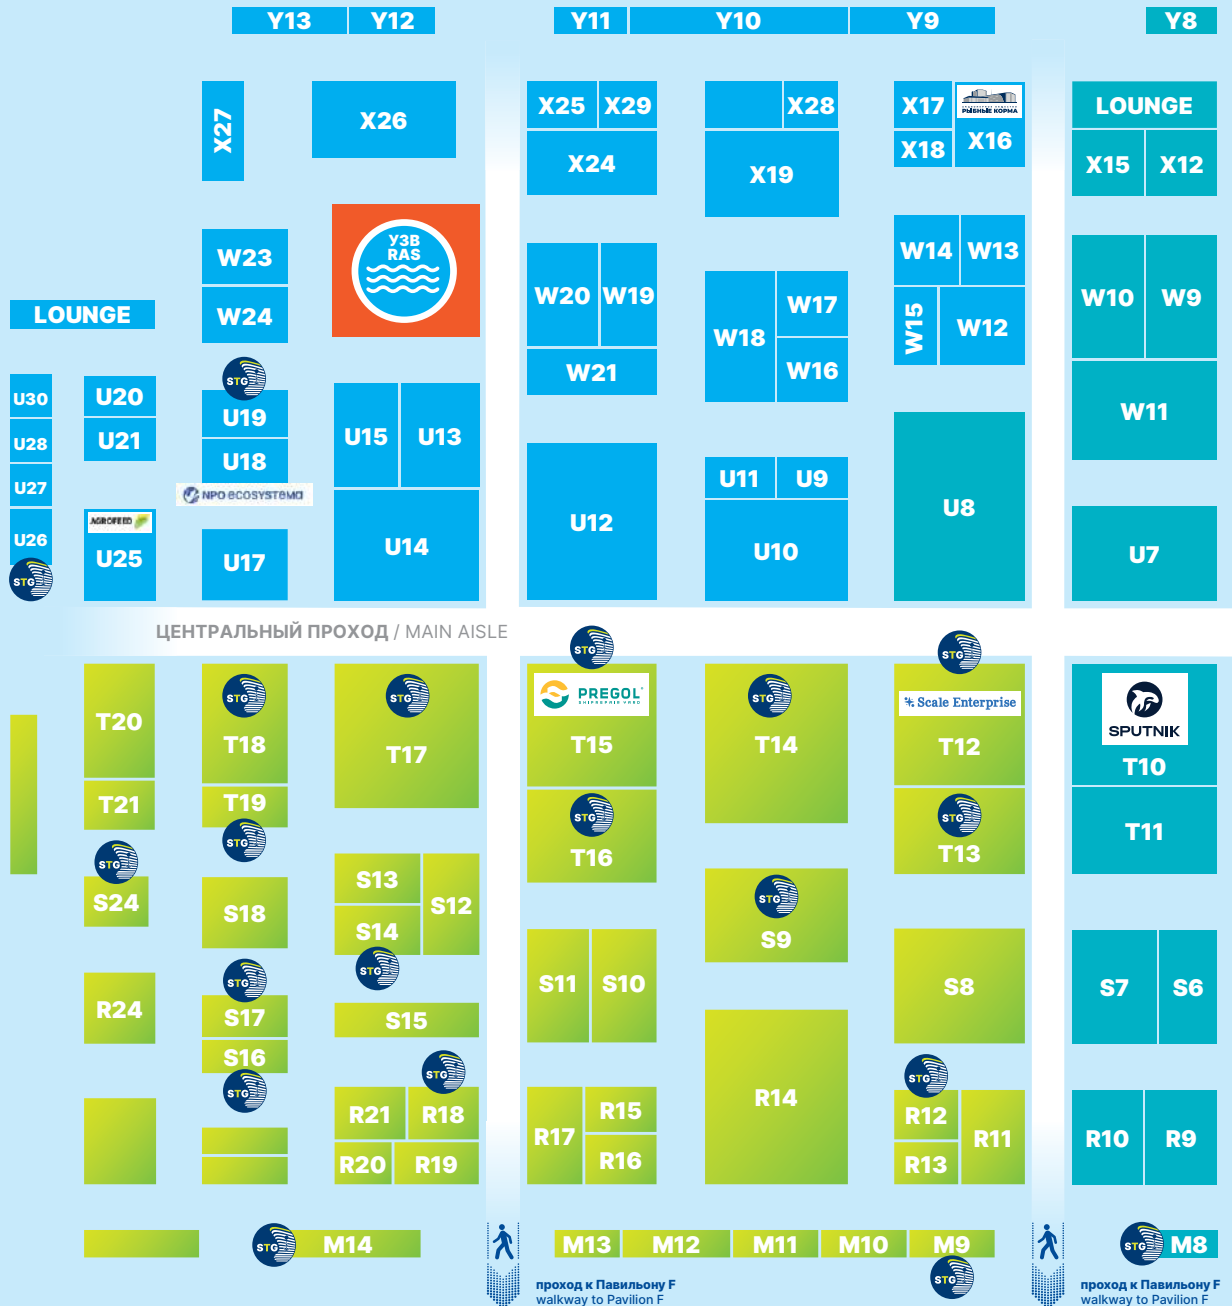 Y13 Y12 Y11 Y10 Y9 Y8
X27 X26 X25 X29 X28 X17 РЫБНЫЕ КОРМА LOUNGE
X24 X19 X18 X16 X15 X12
УЗВ
RAS
W23 W14 W13
W24 W20 W19 W18 W17 W15 W12 W10 W9
LOUNGE
W21 W16 W11
STG
U30 U20 U19
U28 U21 U18 U15 U13
U27 NPO ECOSYSTEMA U11 U9 U8
AGROFEED
U26 U25 U17 U14 U12 U10 U7
STG
ЦЕНТРАЛЬНЫЙ ПРОХОД / MAIN AISLE
STG STG
STG STG PREGOL STG Scale Enterprise SPUTNIK
SHIPREPAIR YARD
T20 T18 T17 T15 T14 T12 T10
T21 T19 STG STG T11
STG T16 T13
STG
S24 S18 S13 S12 STG
S14 S9
STG STG
R24 S17 S15 S11 S10 S8 S7 S6
S16 STG STG
STG
R21 R18 R17 R15 R14 R12 R11 R10 R9
R20 R19 R16 R13
STG M14 M13 M12 M11 M10 M9 STG M8
STG
проход к Павильону F
walkway to Pavilion F
проход к Павильону F
walkway to Pavilion F